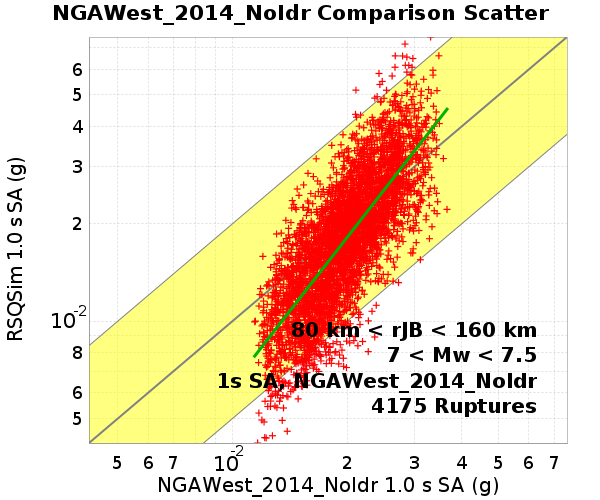 NGAWest_2014_NoIdr Comparison Scatter
RSQSim 1.0 s SA (g)
6
5
4
3
2
10-2
8
6
5
80 km < rJB < 160 km
7 < Mw < 7.5
1s SA, NGAWest_2014_NoIdr
4175 Ruptures
5 6 7 10-2 2 3 4 5 6 7
NGAWest_2014_NoIdr 1.0 s SA (g)